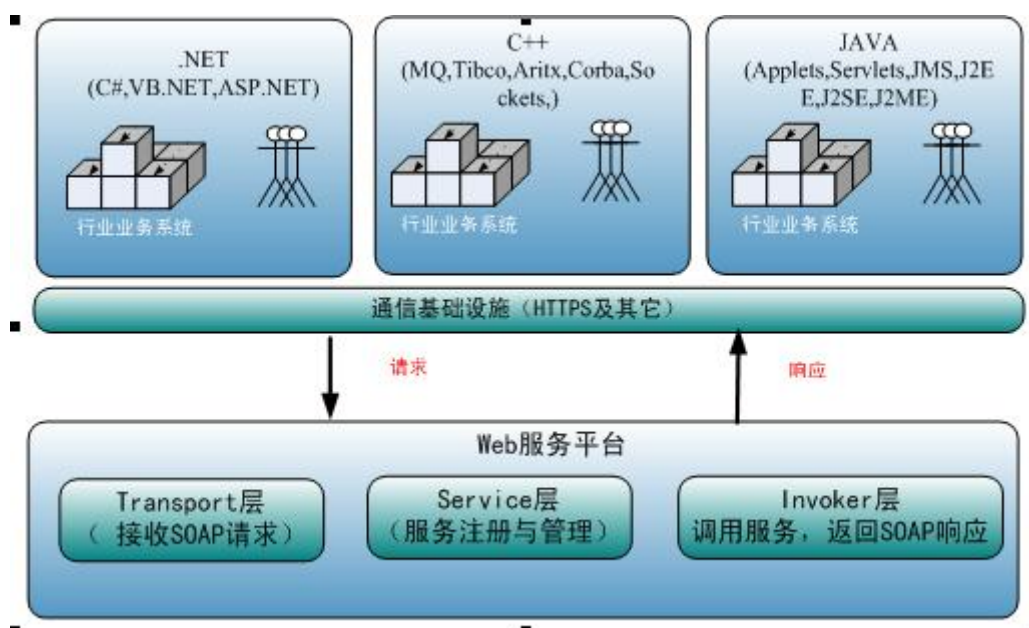 .NET
(C#,VB.NET,ASP.NET)
行业业务系统
C++
(MQ,Tibco,Aritx,Corba,So
ckets,)
行业业务系统
JAVA
(Applets,Servlets,JMS,J2E
E,J2SE,J2ME)
行业业务系统
通信基础设施（HTTPS及其它）
请求
响应
Web服务平台
Transport层
（ 接收SOAP请求）
Service层
（服务注册与管理）
Invoker层
调用服务，返回SOAP响应